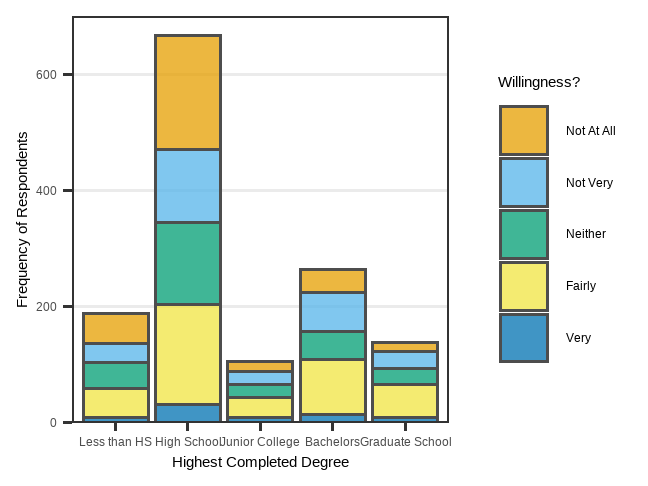 Frequency of Respondents
600
400
200
0
Less than HS High School Junior College Bachelors Graduate School
Highest Completed Degree
Willingness?
Not At All
Not Very
Neither
Fairly
Very